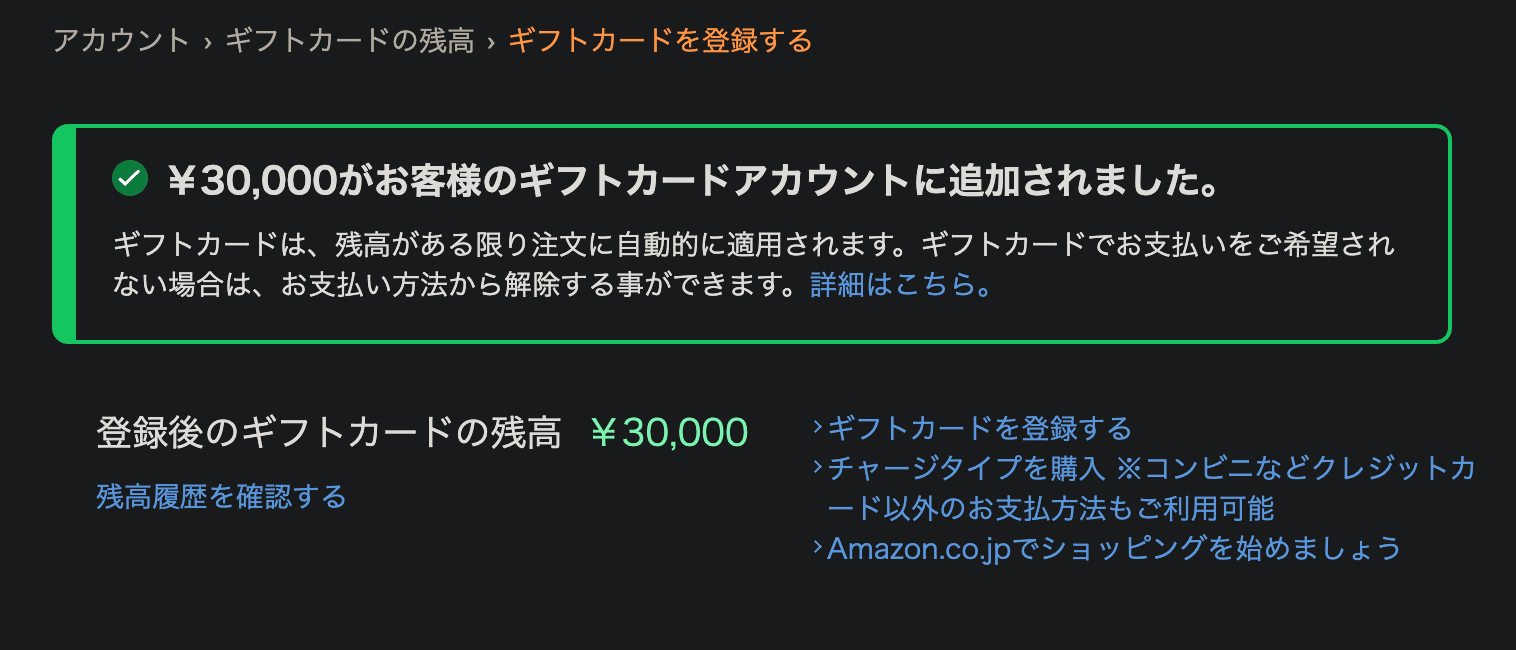 アカウント › ギフトカードの残高 › ギフトカードを登録する
￥30,000がお客様のギフトカードアカウントに追加されました。
ギフトカードは、残高がある限り注文に自動的に適用されます。ギフトカードでお支払いをご希望され
ない場合は、お支払い方法から解除する事ができます。詳細はこちら。
登録後のギフトカードの残高 ￥30,000
残高履歴を確認する
›ギフトカードを登録する
›チャージタイプを購入 ※コンビニなどクレジットカ
ード以外のお支払方法もご利用可能
›Amazon.co.jpでショッピングを始めましょう